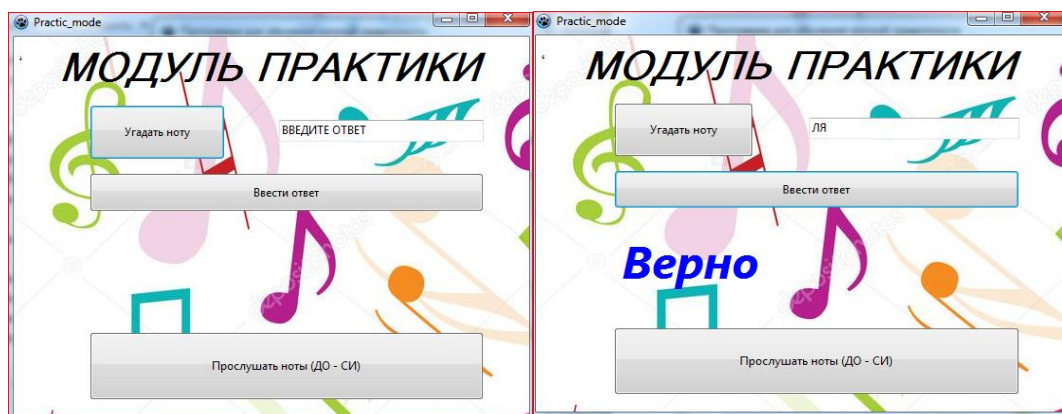 Practic_mode
МОДУЛЬ ПРАКТИКИ
Угадать ноту
ВВЕДИТЕ ОТВЕТ
Ввести ответ
Прослушать ноты (ДО - СИ)
Practic_mode
МОДУЛЬ ПРАКТИКИ
Угадать ноту
ЛЯ
Ввести ответ
Верно
Прослушать ноты (ДО - СИ)